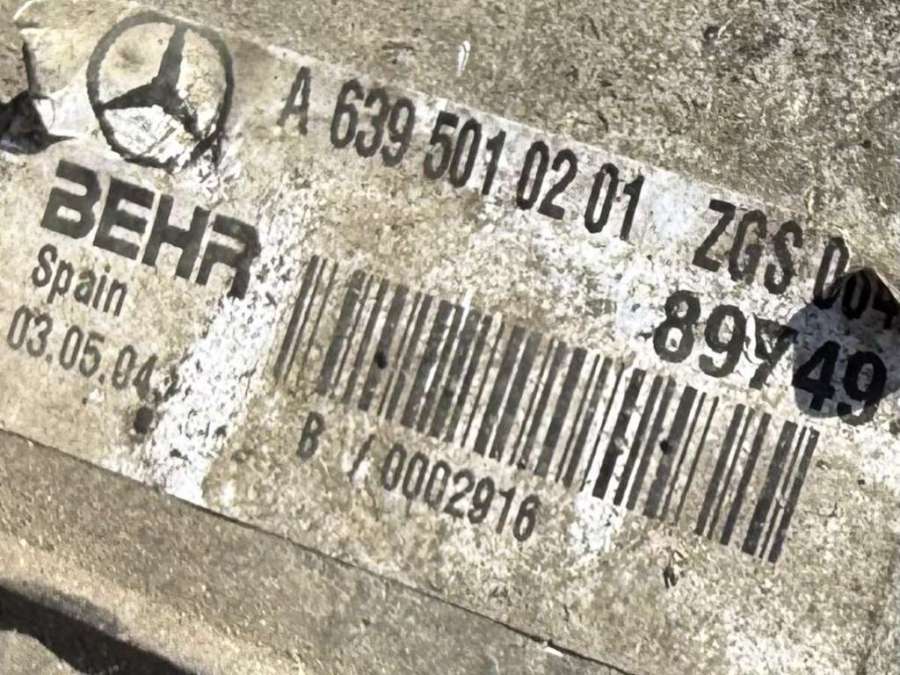 A 639 501 02 01 ZGS 004
BEHR 89749
Spain
03.05.04
B / 0002916